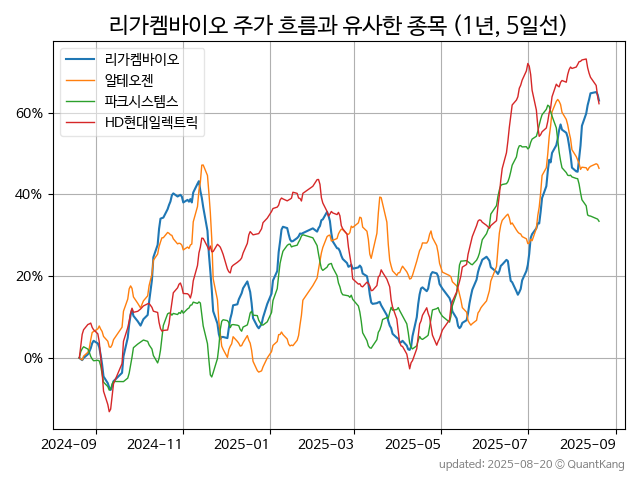 리가켐바이오 주가 흐름과 유사한 종목 (1년, 5일선)
리가켐바이오
알테오젠
파크시스템스
HD현대일렉트릭
60%
40%
20%
0%
2024-09 2024-11 2025-01 2025-03 2025-05 2025-07 2025-09
updated: 2025-08-20 © QuantKang